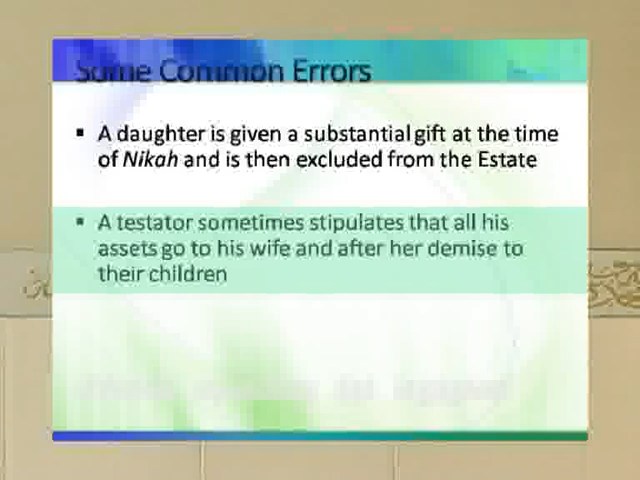 Some Common Errors
▪ A daughter is given a substantial gift at the time
of Nikah and is then excluded from the Estate
▪ A testator sometimes stipulates that all his
assets go to his wife and after her demise to
their children